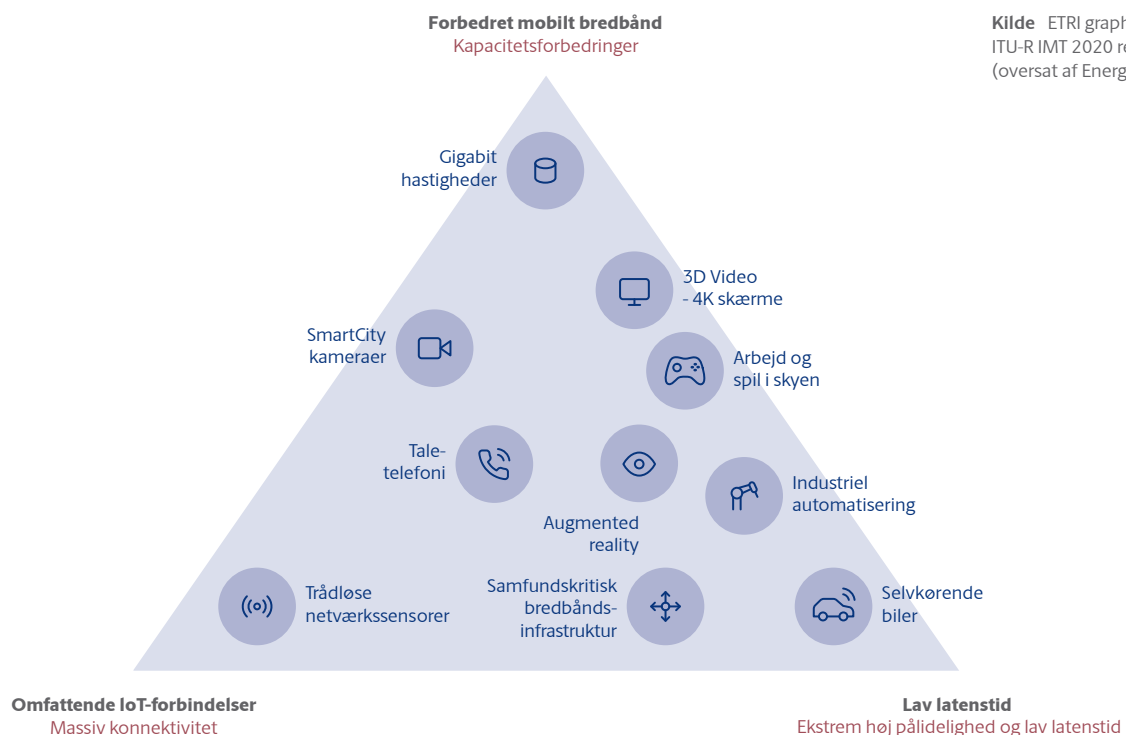 Forbedret mobilt bredbånd
Kapacitetsforbedringer
Kilde ETRI
ITU-R IMT 2020
(oversat af
Gigabit
hastigheder
3D Video
- 4K skærme
SmartCity
kameraer
Arbejd og
spil i skyen
Tale-
telefoni
Augmented
reality
Industriel
automatisering
Trådløse
netværkssensorer
Samfundskritisk
bredbånds-
infrastruktur
Selvkørende
biler
Omfattende IoT-forbindelser
Massiv konnektivitet
Lav latenstid
Ekstrem høj pålidelighed og lav latenstid